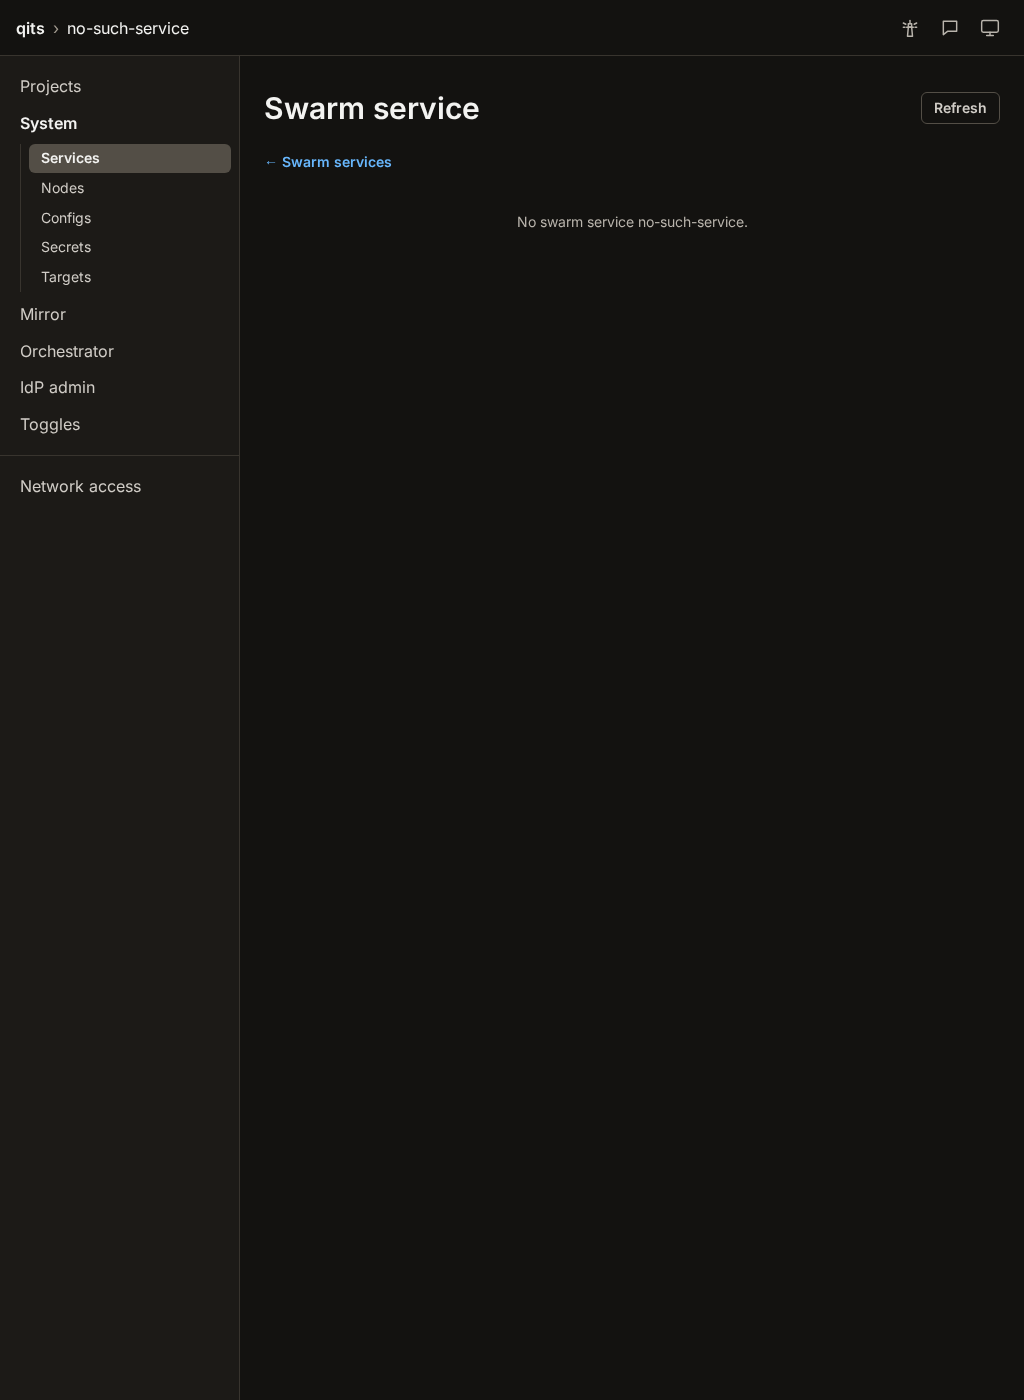 qits › no-such-service
Projects
System
Services
Nodes
Configs
Secrets
Targets
Mirror
Orchestrator
IdP admin
Toggles
Network access
Swarm service
Refresh
← Swarm services
No swarm service no-such-service.